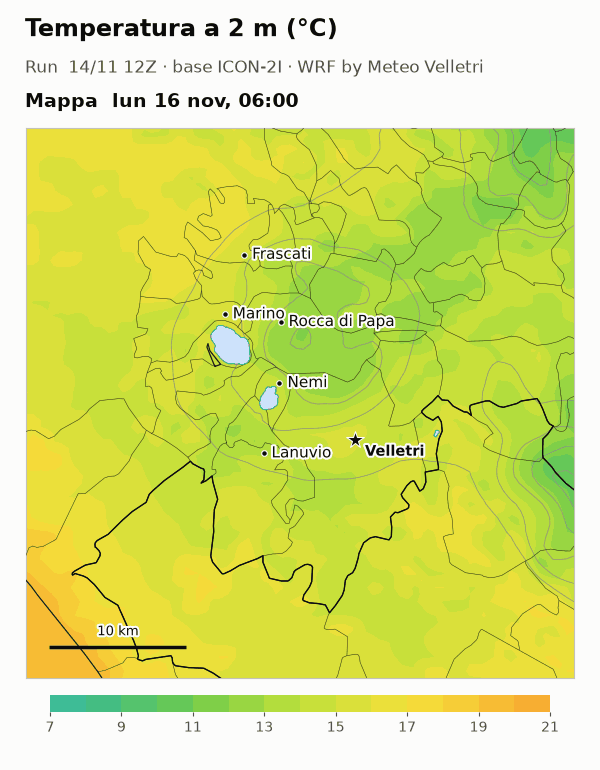 Temperatura a 2 m (°C)
Run  14/11 12Z · base ICON-2I · WRF by Meteo Velletri
Mappa  lun 16 nov, 06:00
Frascati
Marino
Rocca di Papa
Nemi
Lanuvio
Velletri
10 km
7 9 11 13 15 17 19 21